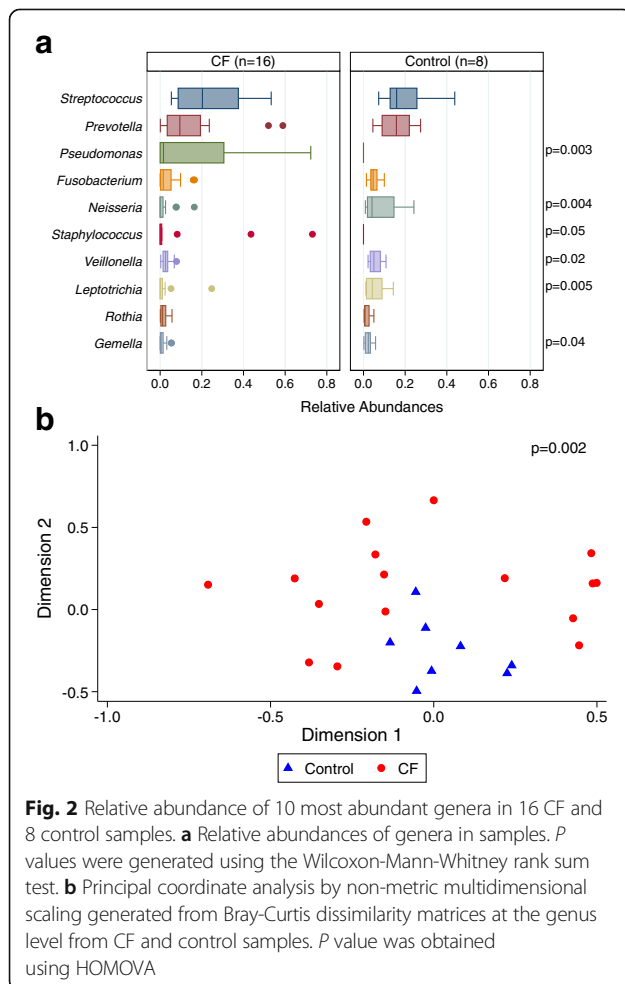 a
CF (n=16)
Control (n=8)
Streptococcus
Prevotella
Pseudomonas
p=0.003
Fusobacterium
Neisseria
p=0.004
Staphylococcus
p=0.05
Veillonella
p=0.02
Leptotrichia
p=0.005
Rothia
Gemella
p=0.04
0.0 0.2 0.4 0.6 0.8
0.0 0.2 0.4 0.6 0.8
Relative Abundances
b
p=0.002
1.0
0.5
0.0
-0.5
Dimension 2
-1.0 -0.5 0.0 0.5
Dimension 1
Control CF
Fig. 2 Relative abundance of 10 most abundant genera in 16 CF and
8 control samples. a Relative abundances of genera in samples. P
values were generated using the Wilcoxon-Mann-Whitney rank sum
test. b Principal coordinate analysis by non-metric multidimensional
scaling generated from Bray-Curtis dissimilarity matrices at the genus
level from CF and control samples. P value was obtained
using HOMOVA